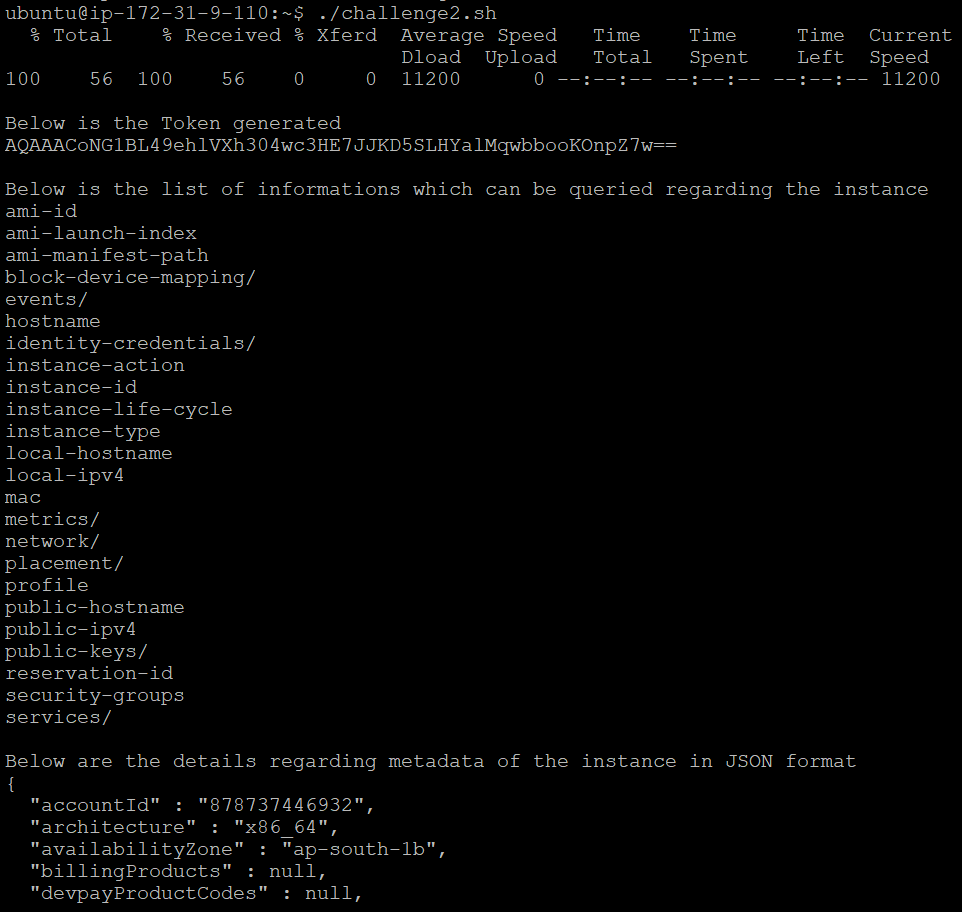 ubuntu@ip-172-31-9-110:~$ ./challenge2.sh
  % Total    % Received % Xferd  Average Speed   Time    Time     Time  Current
                                 Dload  Upload   Total   Spent    Left  Speed
100    56  100    56    0     0  11200      0 --:--:-- --:--:-- --:--:-- 11200
Below is the Token generated
AQAAACoNG1BL49ehlVXh304wc3HE7JJKD5SLHYalMqwbbooKOnpZ7w==
Below is the list of informations which can be queried regarding the instance
ami-id
ami-launch-index
ami-manifest-path
block-device-mapping/
events/
hostname
identity-credentials/
instance-action
instance-id
instance-life-cycle
instance-type
local-hostname
local-ipv4
mac
metrics/
network/
placement/
profile
public-hostname
public-ipv4
public-keys/
reservation-id
security-groups
services/
Below are the details regarding metadata of the instance in JSON format
{
  "accountId" : "878737446932",
  "architecture" : "x86_64",
  "availabilityZone" : "ap-south-1b",
  "billingProducts" : null,
  "devpayProductCodes" : null,